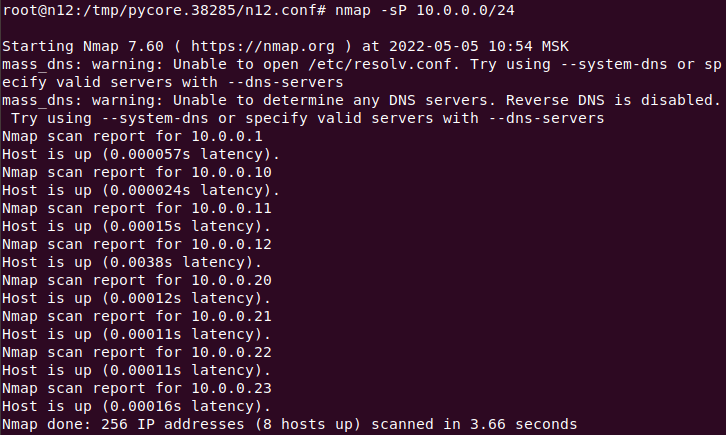 root@n12:/tmp/pycore.38285/n12.conf# nmap -sP 10.0.0.0/24

Starting Nmap 7.60 ( https://nmap.org ) at 2022-05-05 10:54 MSK
mass_dns: warning: Unable to open /etc/resolv.conf. Try using --system-dns or sp
ecify valid servers with --dns-servers
mass_dns: warning: Unable to determine any DNS servers. Reverse DNS is disabled.
 Try using --system-dns or specify valid servers with --dns-servers
Nmap scan report for 10.0.0.1
Host is up (0.000057s latency).
Nmap scan report for 10.0.0.10
Host is up (0.000024s latency).
Nmap scan report for 10.0.0.11
Host is up (0.00015s latency).
Nmap scan report for 10.0.0.12
Host is up (0.0038s latency).
Nmap scan report for 10.0.0.20
Host is up (0.00012s latency).
Nmap scan report for 10.0.0.21
Host is up (0.00011s latency).
Nmap scan report for 10.0.0.22
Host is up (0.00011s latency).
Nmap scan report for 10.0.0.23
Host is up (0.00016s latency).
Nmap done: 256 IP addresses (8 hosts up) scanned in 3.66 seconds